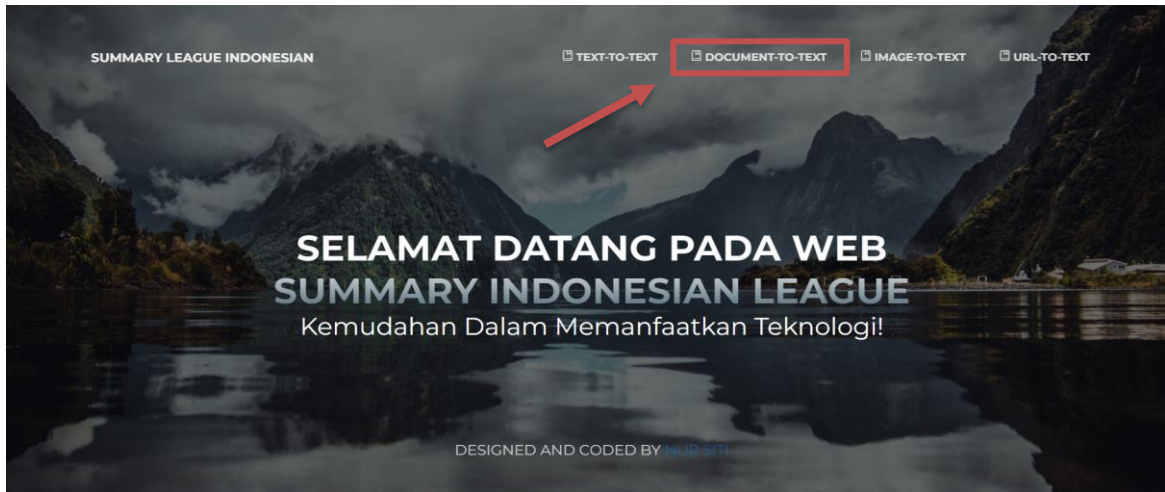 SUMMARY LEAGUE INDONESIAN
TEXT-TO-TEXT
DOCUMENT-TO-TEXT
IMAGE-TO-TEXT
URL-TO-TEXT
SELAMAT DATANG PADA WEB
SUMMARY INDONESIAN LEAGUE
Kemudahan Dalam Memanfaatkan Teknologi!
DESIGNED AND CODED BY NUR SITI